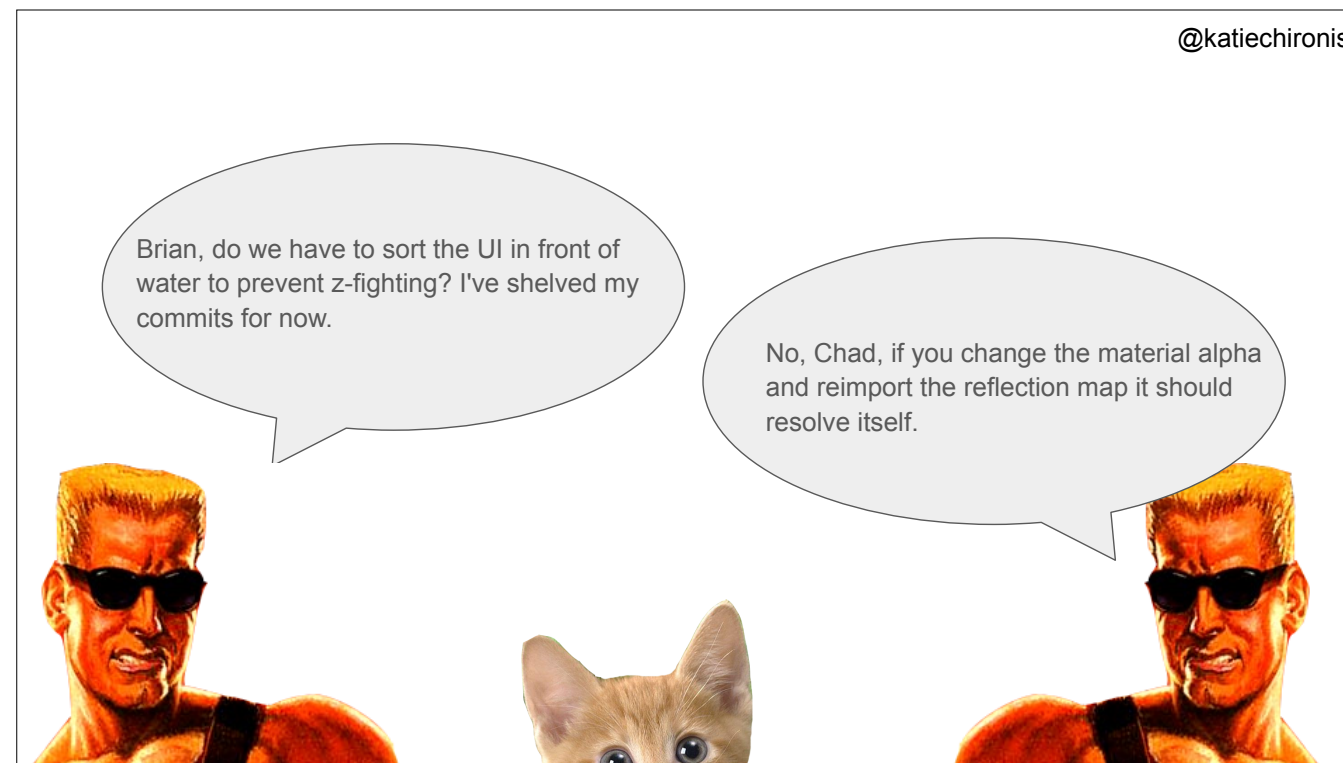 @katiechironis
Brian, do we have to sort the UI in front of
water to prevent z-fighting? I've shelved my
commits for now.
No, Chad, if you change the material alpha
and reimport the reflection map it should
resolve itself.